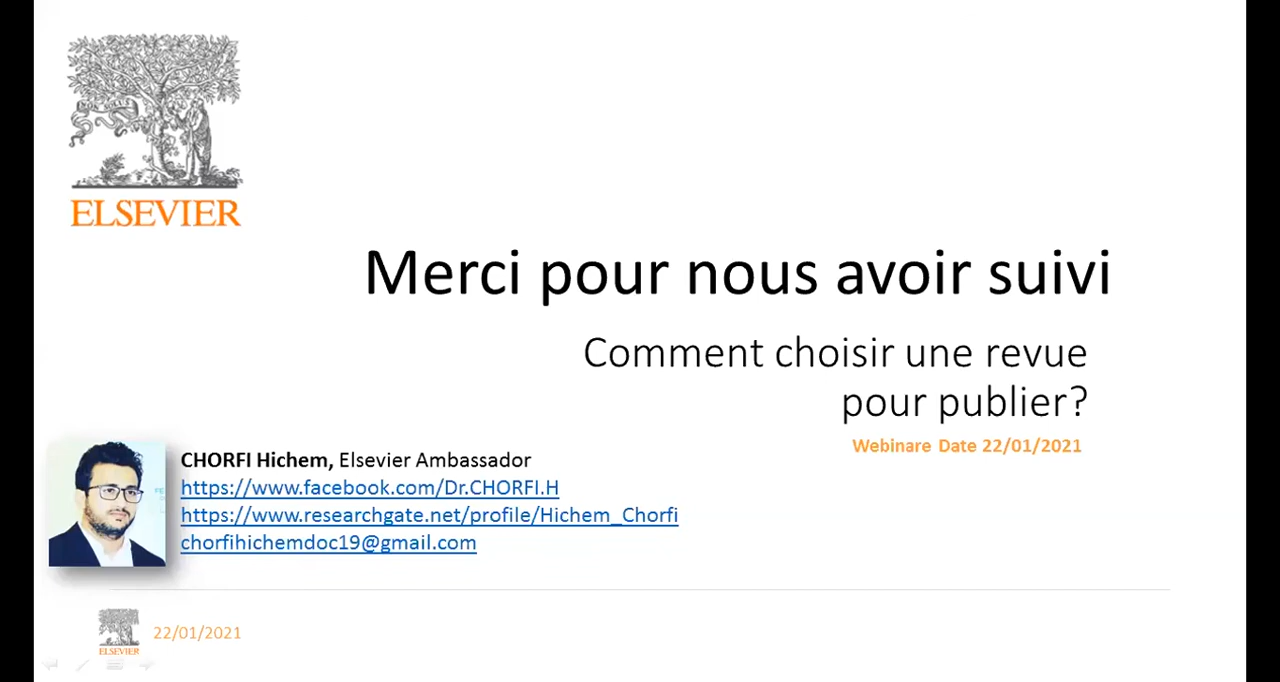 ELSEVIER
Merci pour nous avoir suivi
Comment choisir une revue
pour publier?
Webinare Date 22/01/2021
CHORFI Hichem, Elsevier Ambassador
https://www.facebook.com/Dr.CHORFI.H
https://www.researchgate.net/profile/Hichem_Chorfi
chorfihichemdoc19@gmail.com
ELSEVIER
22/01/2021